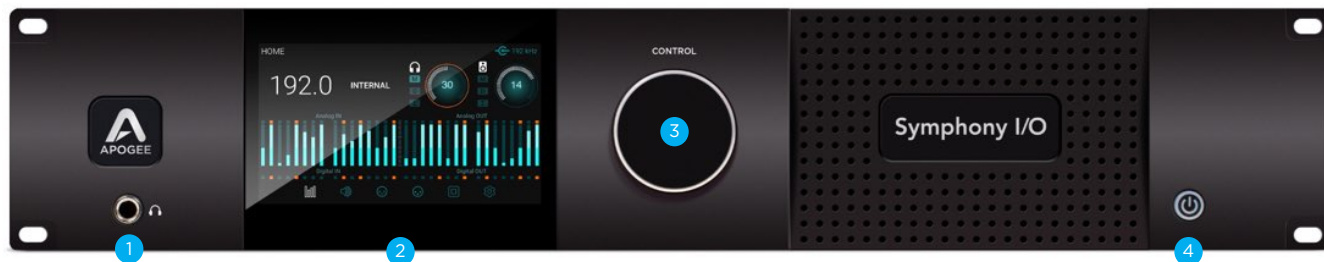 HOME
192 kHz
192.0
INTERNAL
30
14
Analog IN
Analog OUT
Digital IN
Digital OUT
CONTROL
APOGEE
Symphony I/O
1
2
3
4